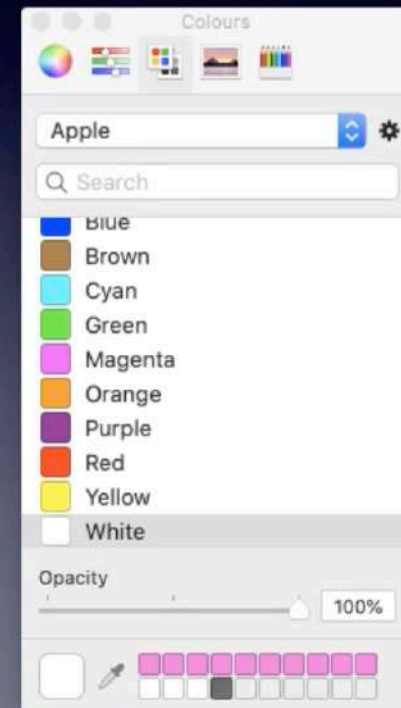 Colours
Apple
Search
Blue
Brown
Cyan
Green
Magenta
Orange
Purple
Red
Yellow
White
Opacity
100%